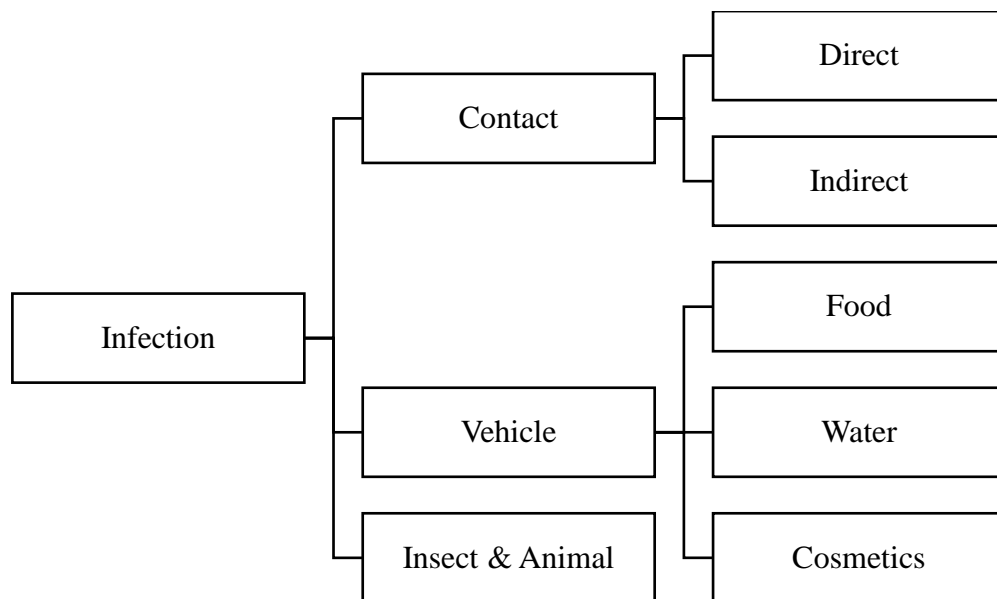 Infection
Contact
Direct
Indirect
Vehicle
Food
Water
Cosmetics
Insect & Animal